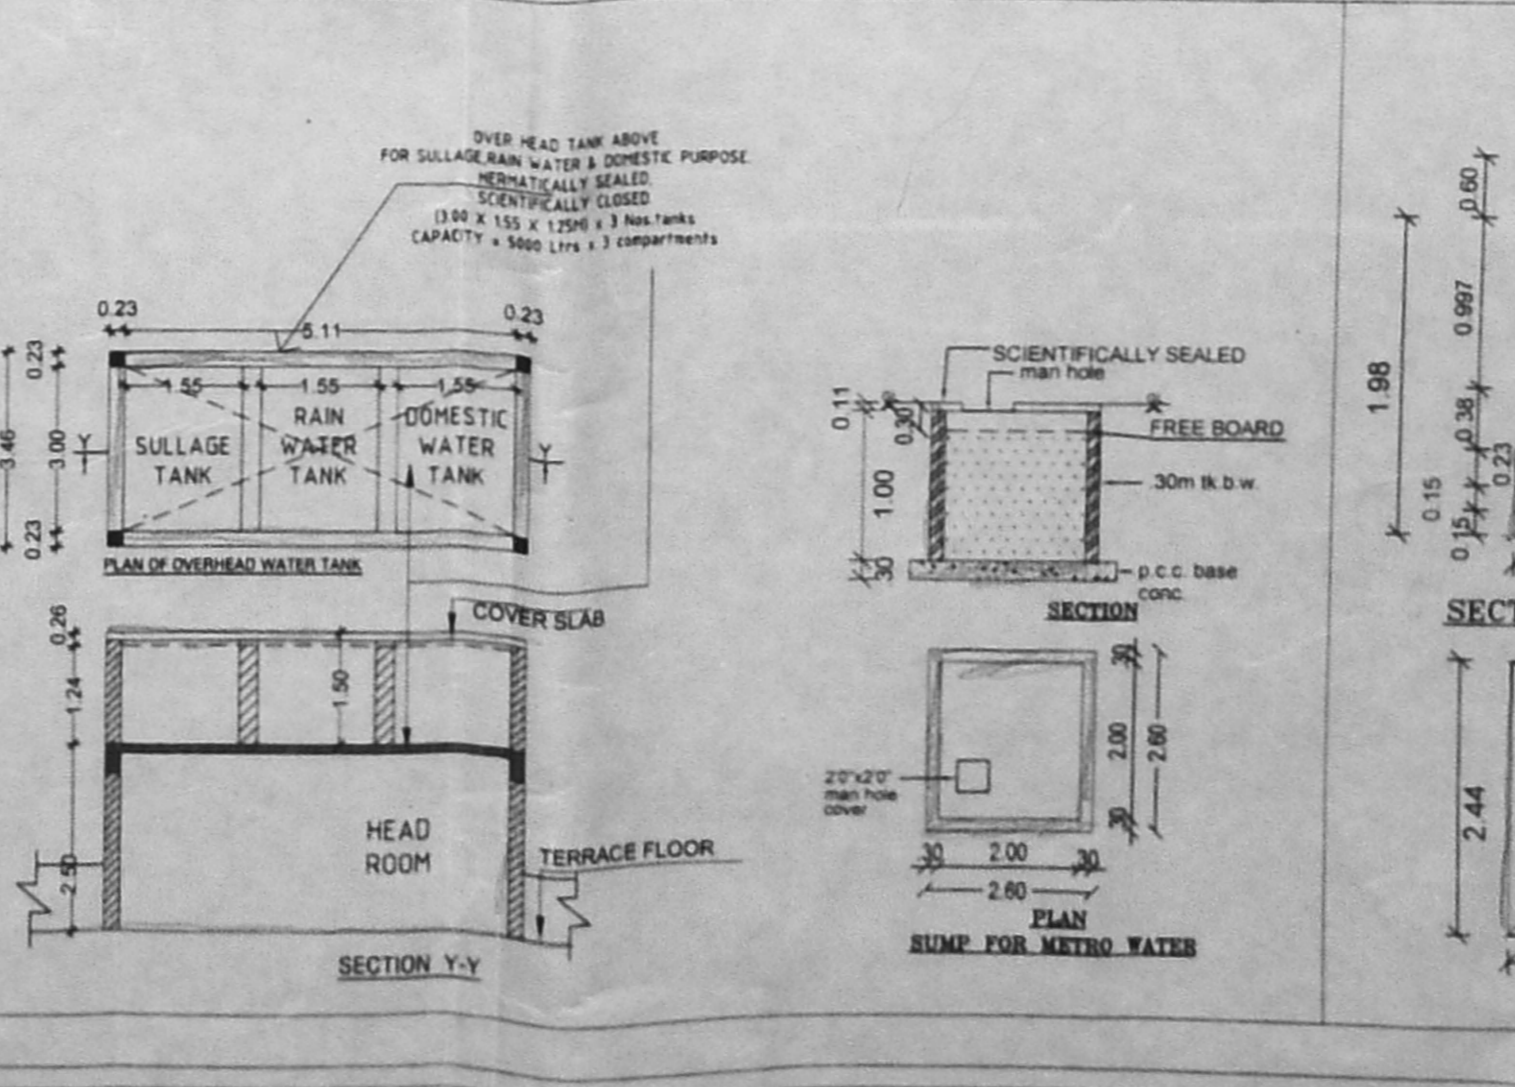 OVER HEAD TANK ABOVE
FOR SULLAGE,RAIN WATER & DOMESTIC PURPOSE.
HERMATICALLY SEALED,
SCIENTIFICALLY CLOSED
(3.00 X 1.55 X 1.25M) x 3 Nos.tanks
CAPACITY = 5000 Ltrs x 3 compartments
0.23
5.11
0.23
0.23
3.46
3.00
0.23
1.55
1.55
1.55
SULLAGE
TANK
RAIN
WATER
TANK
DOMESTIC
WATER
TANK
Y
Y
PLAN OF OVERHEAD WATER TANK
COVER SLAB
0.26
1.24
1.50
2.50
HEAD
ROOM
TERRACE FLOOR
SECTION Y-Y
SCIENTIFICALLY SEALED
man hole
0.11
0.30
FREE BOARD
1.00
.30m tk b.w.
30
p.c.c. base
conc.
SECTION
30
2.00
2.60
30
2'0"x2'0"
man hole
cover
30
2.00
30
2.60
PLAN
SUMP FOR METRO WATER
0.60
0.997
1.98
0.38
0.23
0.15
0.15
SECT
2.44